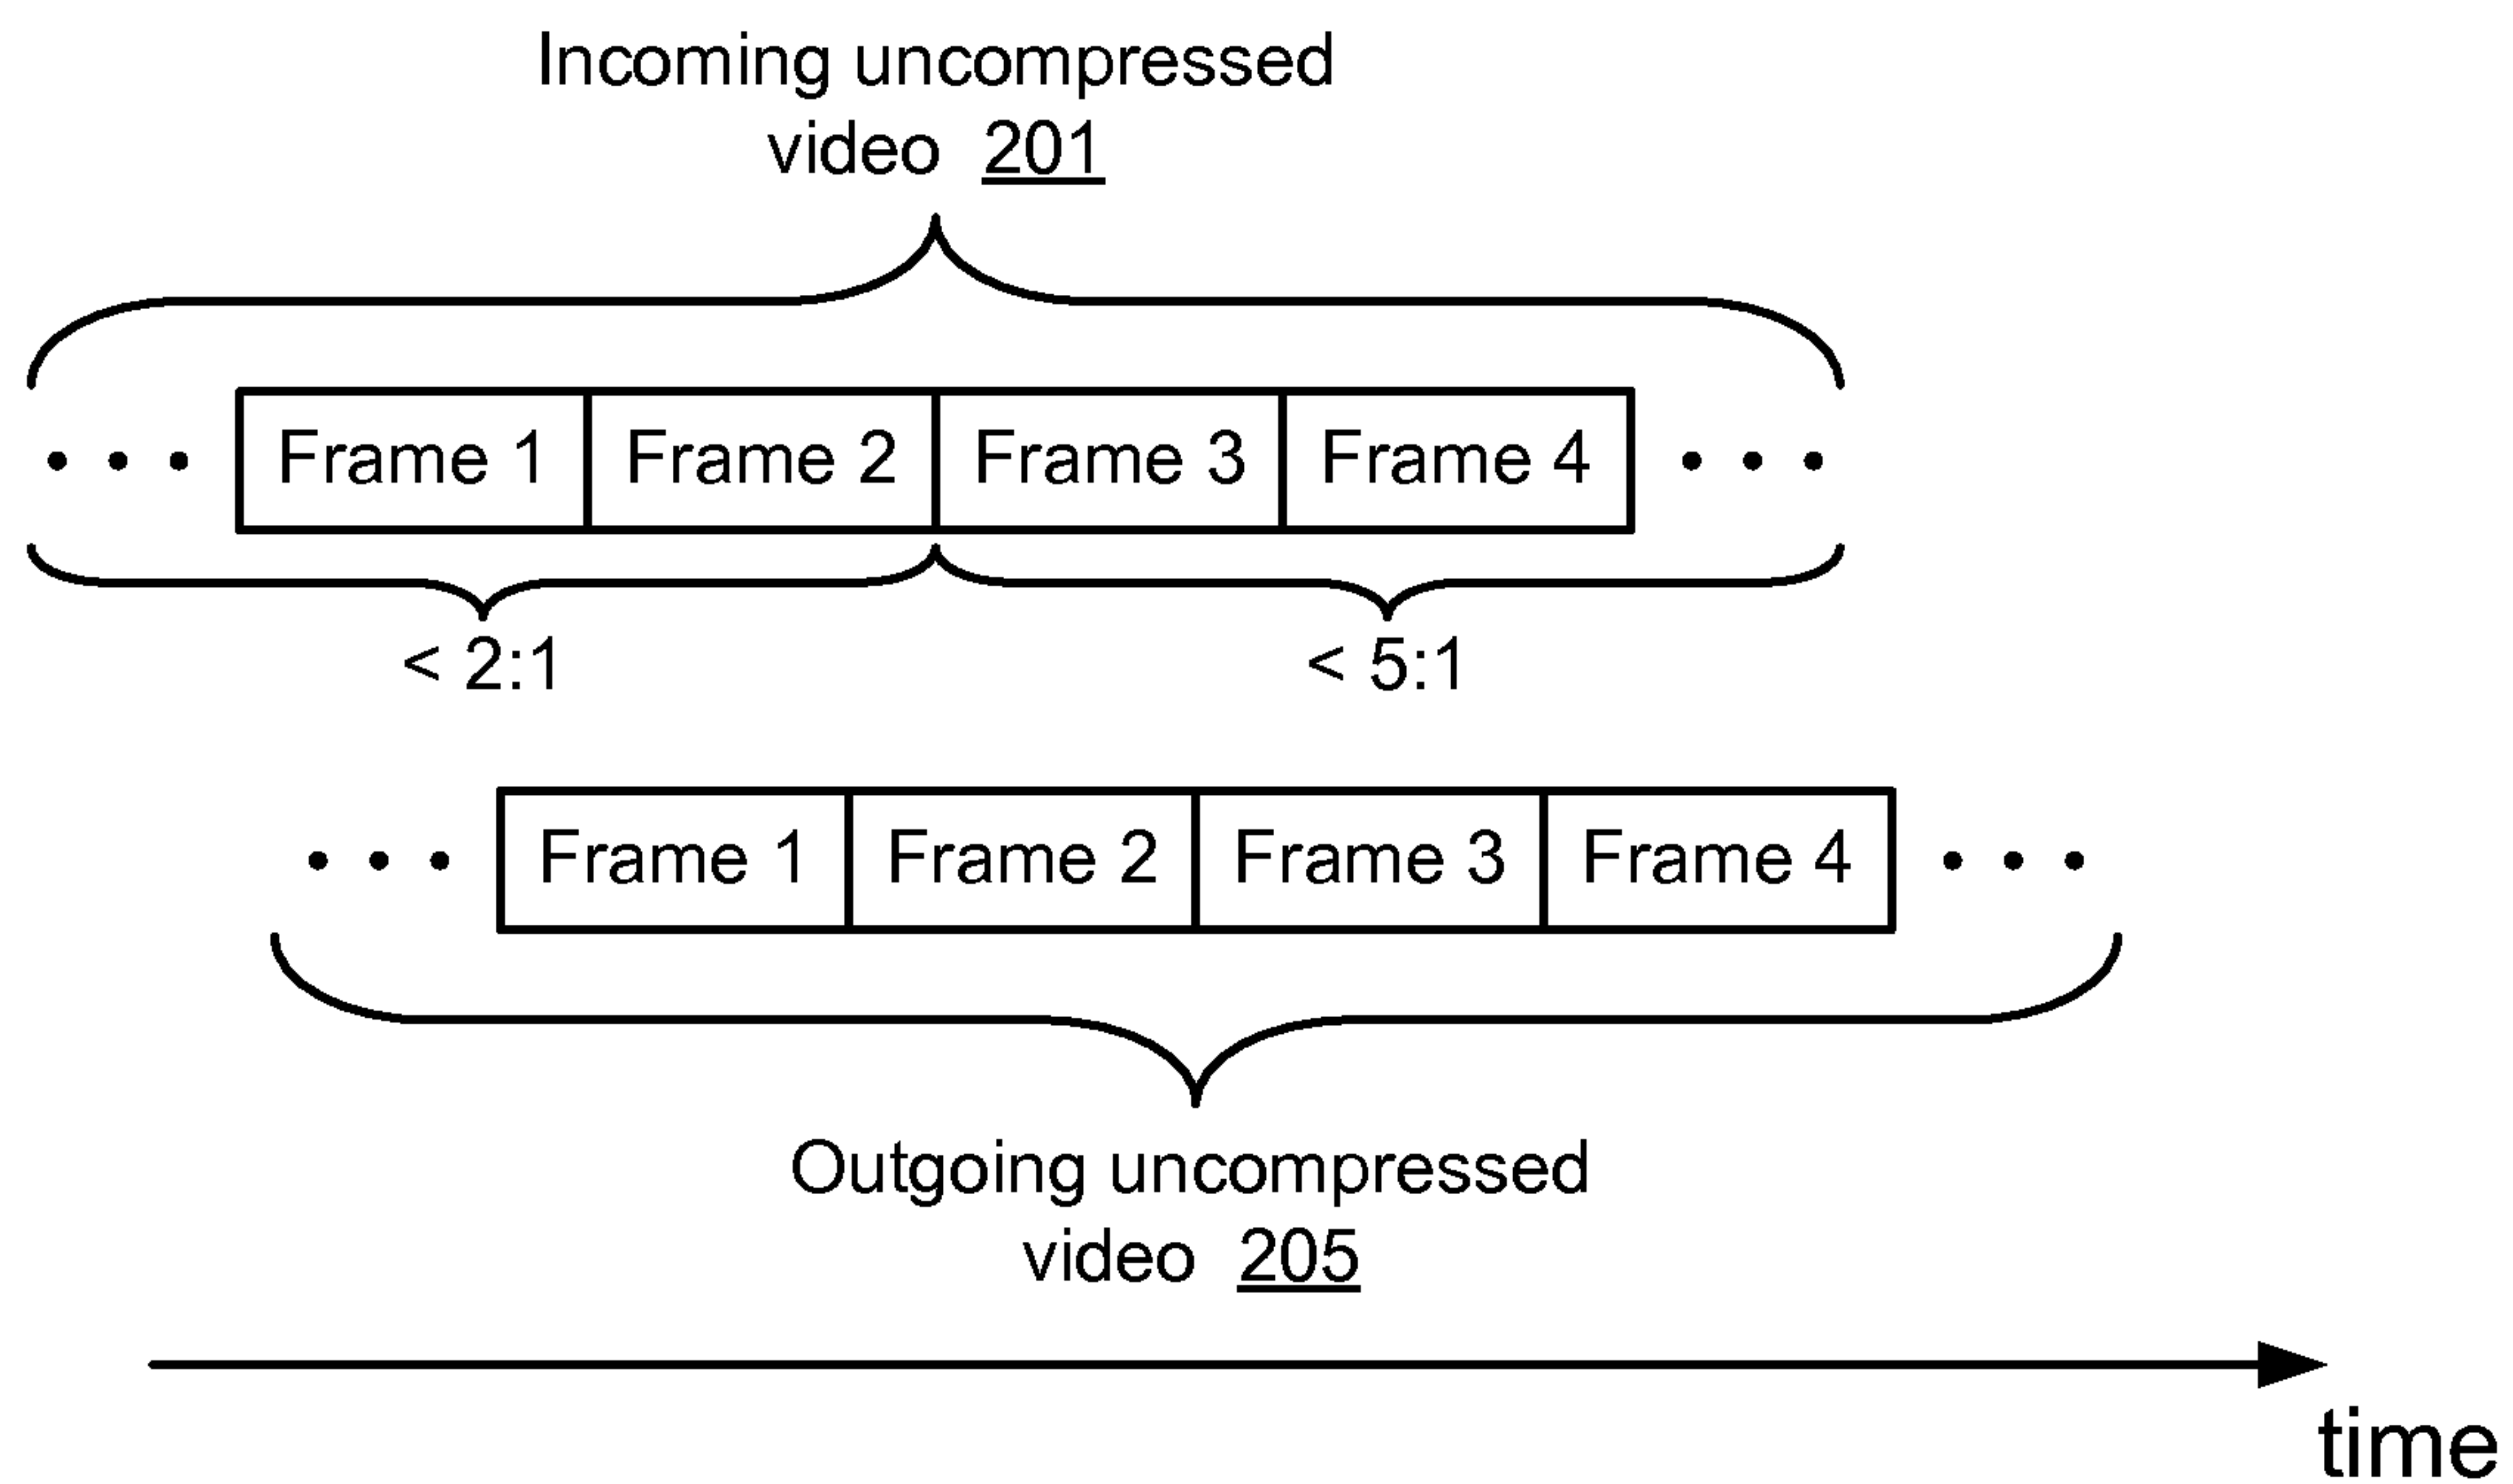 Incoming uncompressed
video 201
• • • Frame 1 Frame 2 Frame 3 Frame 4 • • •
< 2:1 < 5:1
• • • Frame 1 Frame 2 Frame 3 Frame 4 • • •
Outgoing uncompressed
video 205
time